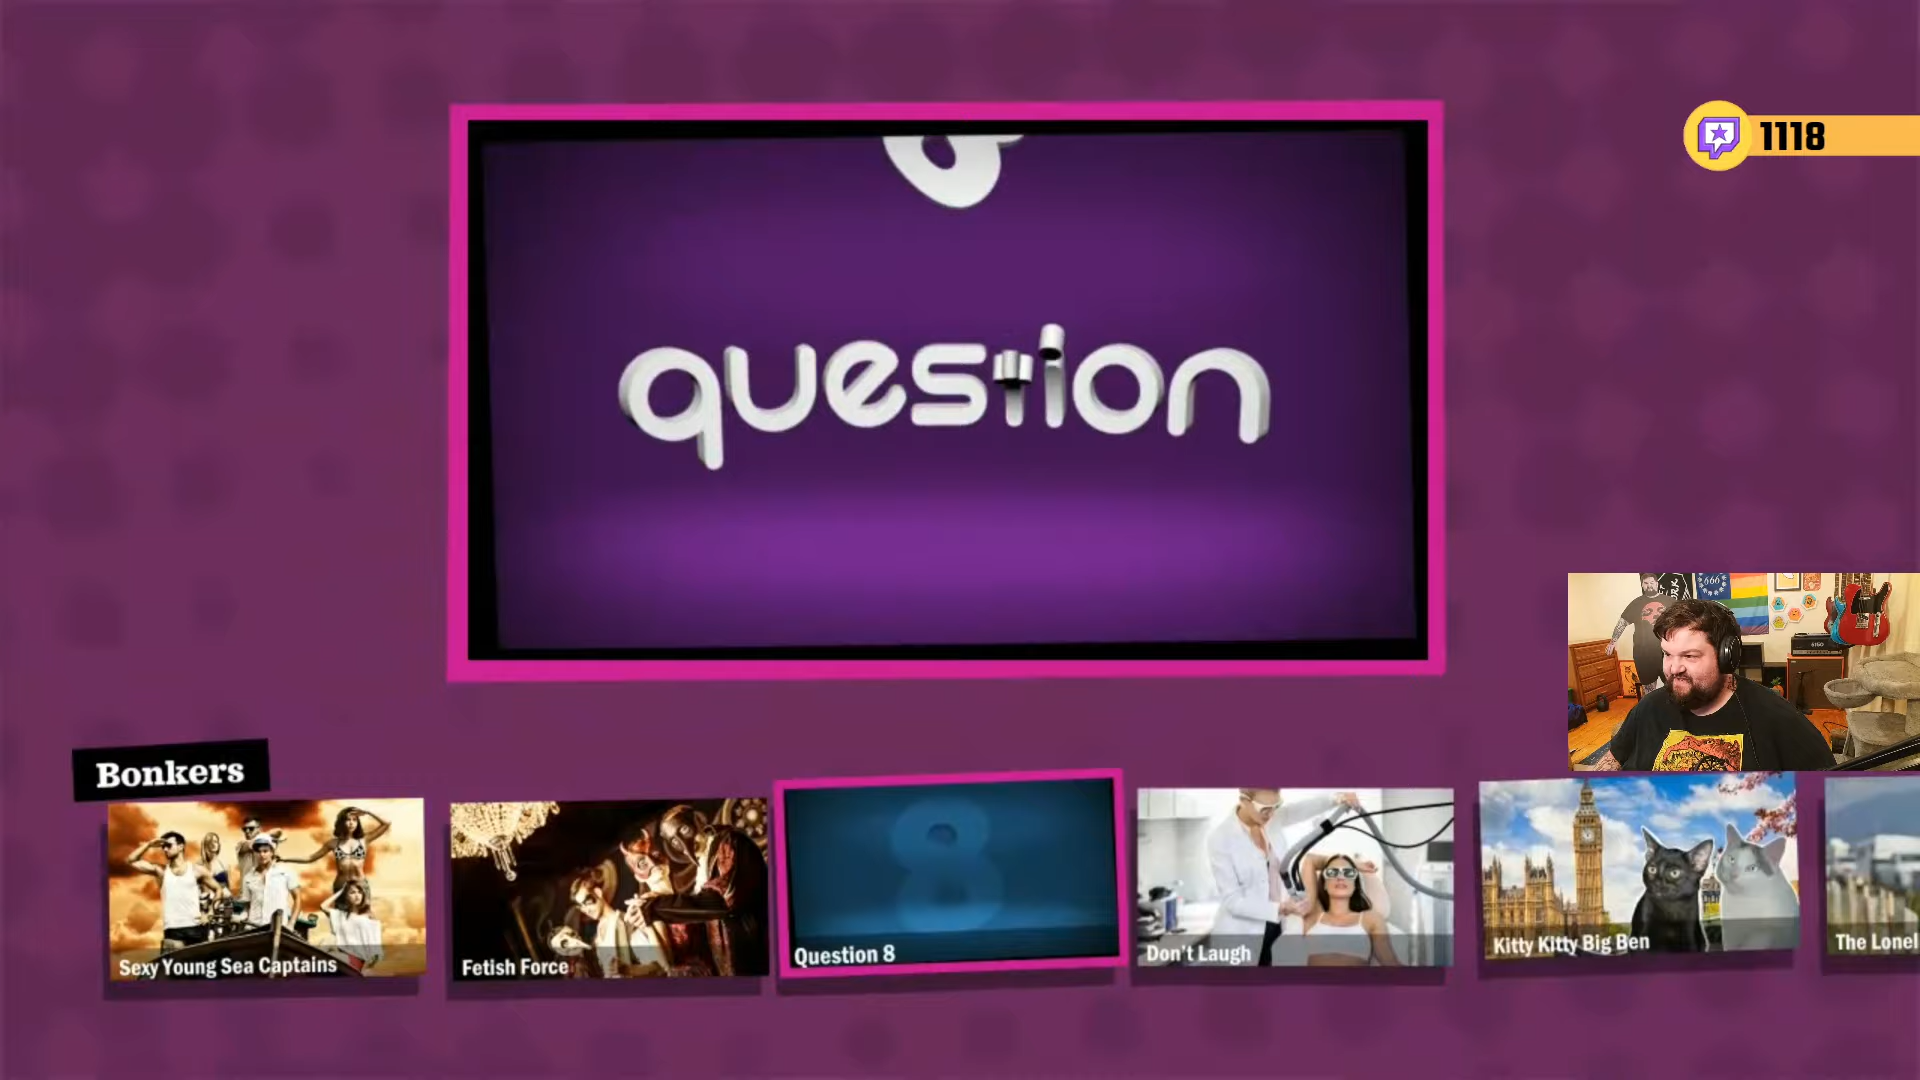 1118
question
666
Bonkers
Sexy Young Sea Captains
Fetish Force
Question 8
Don't Laugh
Kitty Kitty Big Ben
The Lonel